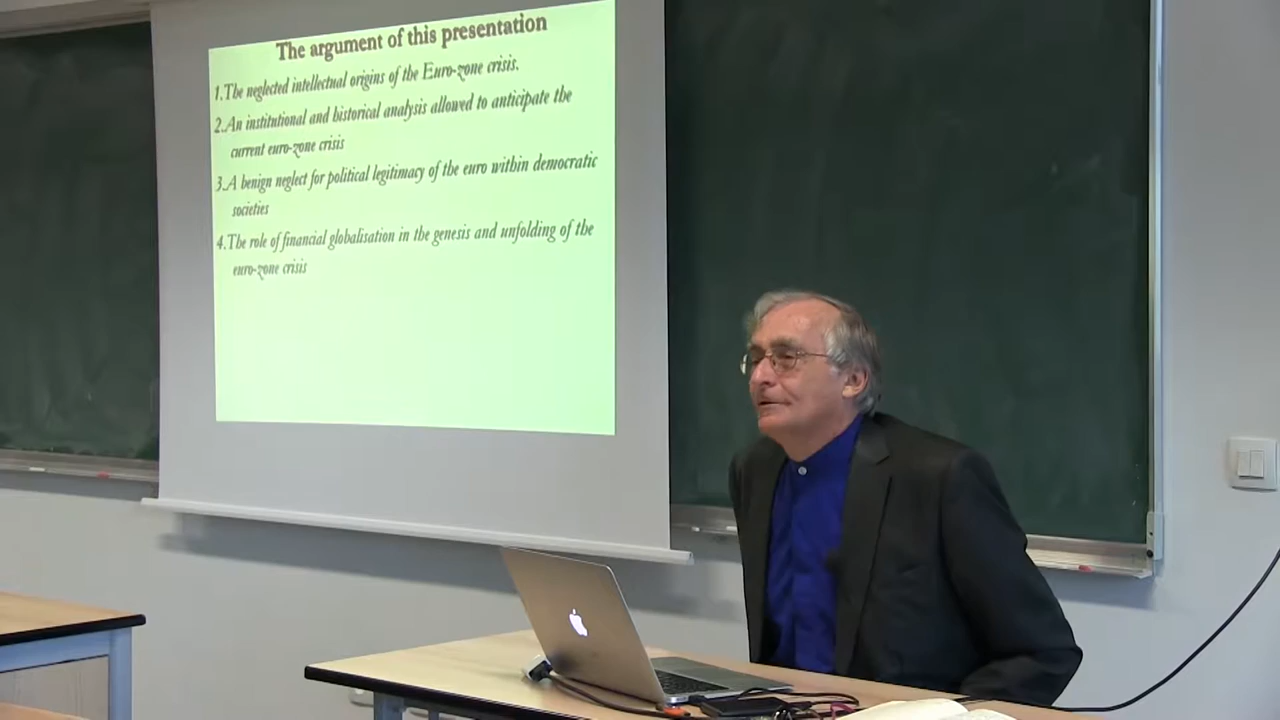 The argument of this presentation
1.The neglected intellectual origins of the Euro-zone crisis.
2.An institutional and historical analysis allowed to anticipate the
current euro-zone crisis
3.A benign neglect for political legitimacy of the euro within democratic
societies
4.The role of financial globalisation in the genesis and unfolding of the
euro-zone crisis